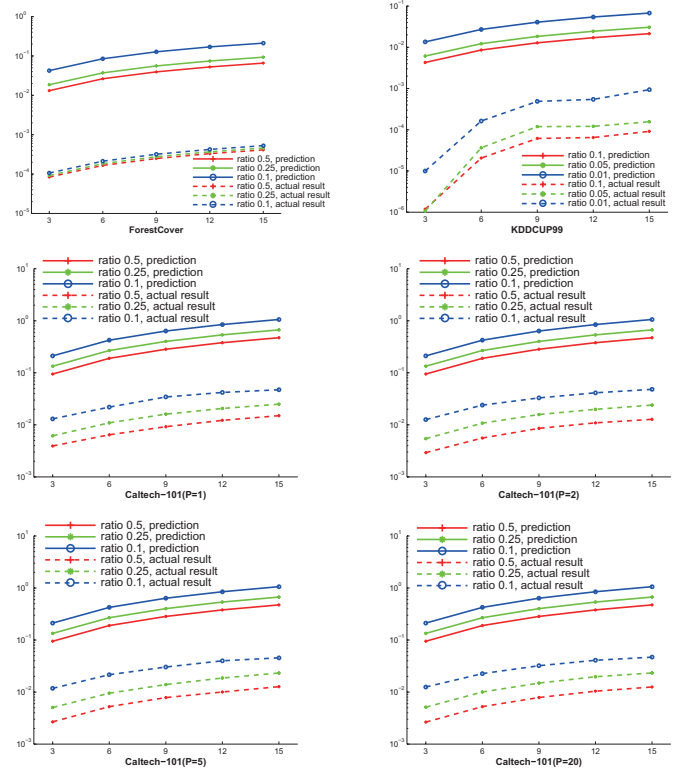 10⁰
10⁻¹
10⁻²
10⁻³
10⁻⁴
10⁻⁵
3 6 9 12 15
ForestCover
ratio 0.5, prediction
ratio 0.25, prediction
ratio 0.1, prediction
ratio 0.5, actual result
ratio 0.25, actual result
ratio 0.1, actual result
10⁻¹
10⁻²
10⁻³
10⁻⁴
10⁻⁵
10⁻⁶
3 6 9 12 15
KDDCUP99
ratio 0.1, prediction
ratio 0.05, prediction
ratio 0.01, prediction
ratio 0.1, actual result
ratio 0.05, actual result
ratio 0.01, actual result
ratio 0.5, prediction
ratio 0.25, prediction
ratio 0.1, prediction
ratio 0.5, actual result
ratio 0.25, actual result
ratio 0.1, actual result
10¹
10⁰
10⁻¹
10⁻²
10⁻³
3 6 9 12 15
Caltech−101(P=1)
ratio 0.5, prediction
ratio 0.25, prediction
ratio 0.1, prediction
ratio 0.5, actual result
ratio 0.25, actual result
ratio 0.1, actual result
10¹
10⁰
10⁻¹
10⁻²
10⁻³
3 6 9 12 15
Caltech−101(P=2)
ratio 0.5, prediction
ratio 0.25, prediction
ratio 0.1, prediction
ratio 0.5, actual result
ratio 0.25, actual result
ratio 0.1, actual result
10¹
10⁰
10⁻¹
10⁻²
10⁻³
3 6 9 12 15
Caltech−101(P=5)
ratio 0.5, prediction
ratio 0.25, prediction
ratio 0.1, prediction
ratio 0.5, actual result
ratio 0.25, actual result
ratio 0.1, actual result
10¹
10⁰
10⁻¹
10⁻²
10⁻³
3 6 9 12 15
Caltech−101(P=20)